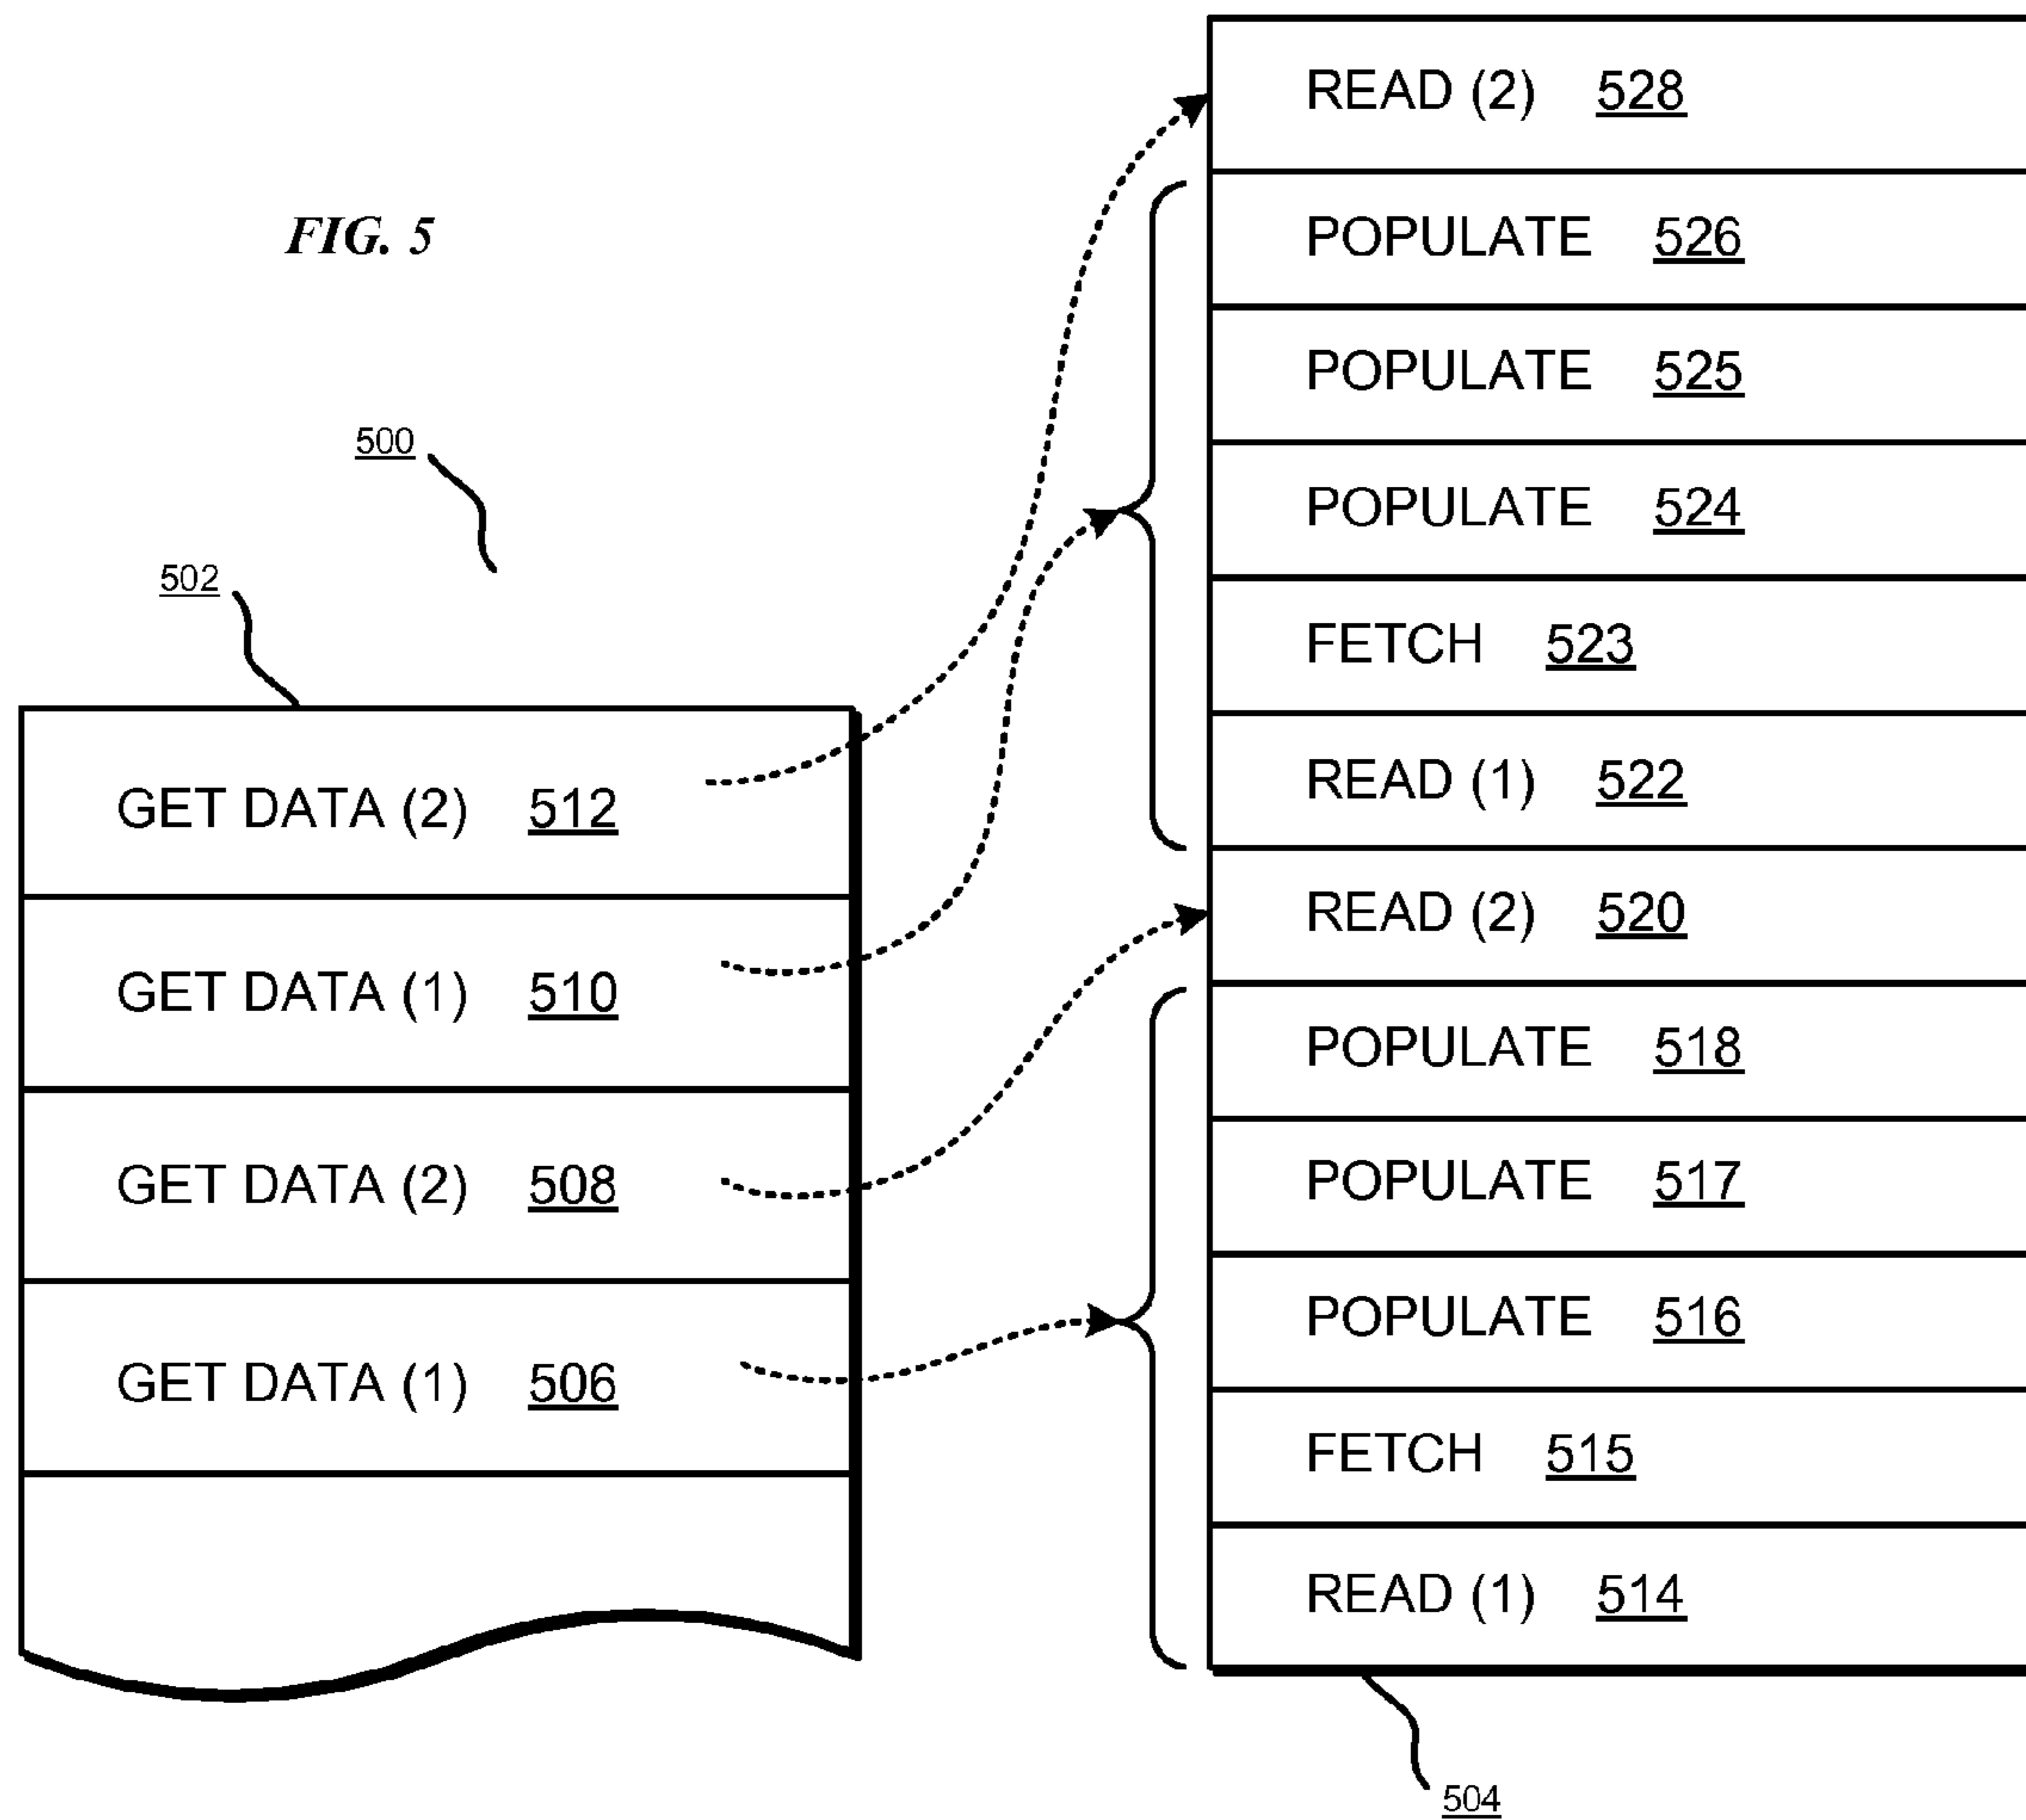 FIG. 5
500
502
GET DATA (2) 512
GET DATA (1) 510
GET DATA (2) 508
GET DATA (1) 506
READ (2) 528
POPULATE 526
POPULATE 525
POPULATE 524
FETCH 523
READ (1) 522
READ (2) 520
POPULATE 518
POPULATE 517
POPULATE 516
FETCH 515
READ (1) 514
504